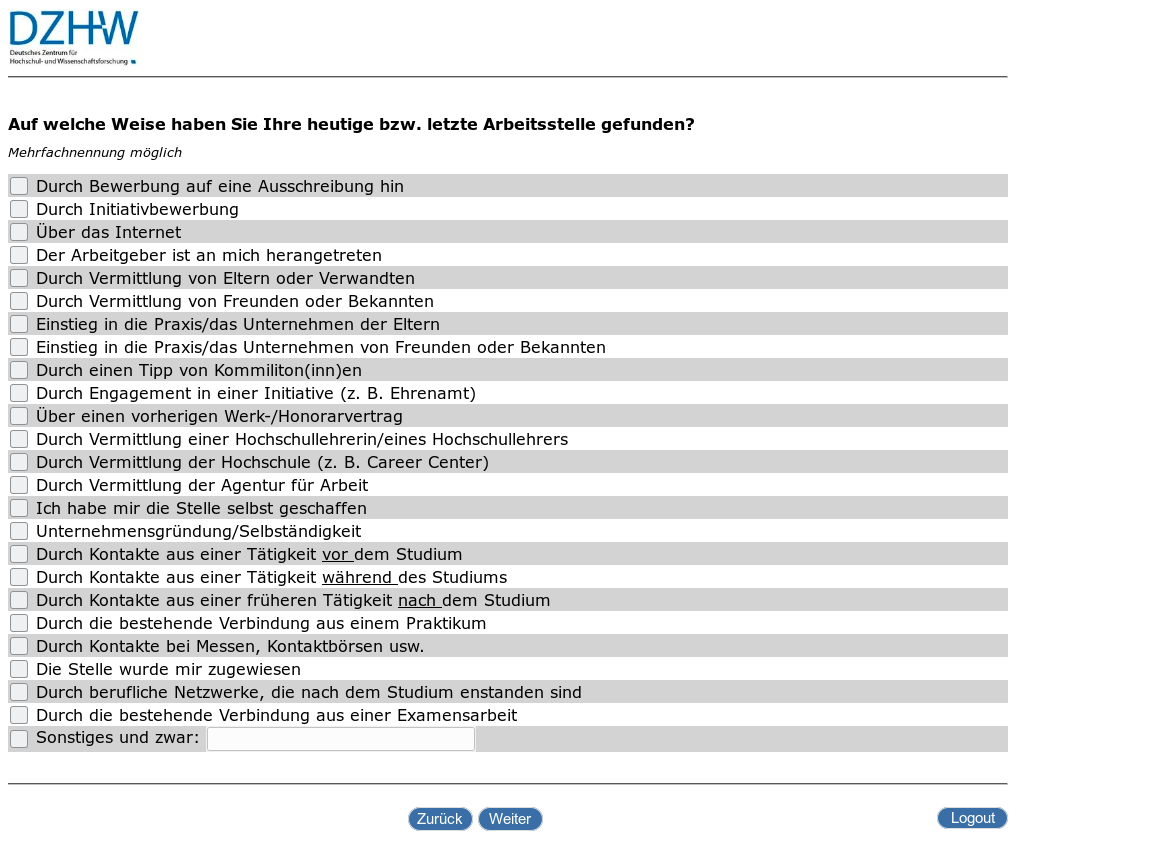 DZHW
Deutsches Zentrum für
Hochschul- und Wissenschaftsforschung
Auf welche Weise haben Sie Ihre heutige bzw. letzte Arbeitsstelle gefunden?
Mehrfachnennung möglich
Durch Bewerbung auf eine Ausschreibung hin
Durch Initiativbewerbung
Über das Internet
Der Arbeitgeber ist an mich herangetreten
Durch Vermittlung von Eltern oder Verwandten
Durch Vermittlung von Freunden oder Bekannten
Einstieg in die Praxis/das Unternehmen der Eltern
Einstieg in die Praxis/das Unternehmen von Freunden oder Bekannten
Durch einen Tipp von Kommiliton(inn)en
Durch Engagement in einer Initiative (z. B. Ehrenamt)
Über einen vorherigen Werk-/Honorarvertrag
Durch Vermittlung einer Hochschullehrerin/eines Hochschullehrers
Durch Vermittlung der Hochschule (z. B. Career Center)
Durch Vermittlung der Agentur für Arbeit
Ich habe mir die Stelle selbst geschaffen
Unternehmensgründung/Selbständigkeit
Durch Kontakte aus einer Tätigkeit vor dem Studium
Durch Kontakte aus einer Tätigkeit während des Studiums
Durch Kontakte aus einer früheren Tätigkeit nach dem Studium
Durch die bestehende Verbindung aus einem Praktikum
Durch Kontakte bei Messen, Kontaktbörsen usw.
Die Stelle wurde mir zugewiesen
Durch berufliche Netzwerke, die nach dem Studium enstanden sind
Durch die bestehende Verbindung aus einer Examensarbeit
Sonstiges und zwar:
Zurück Weiter Logout